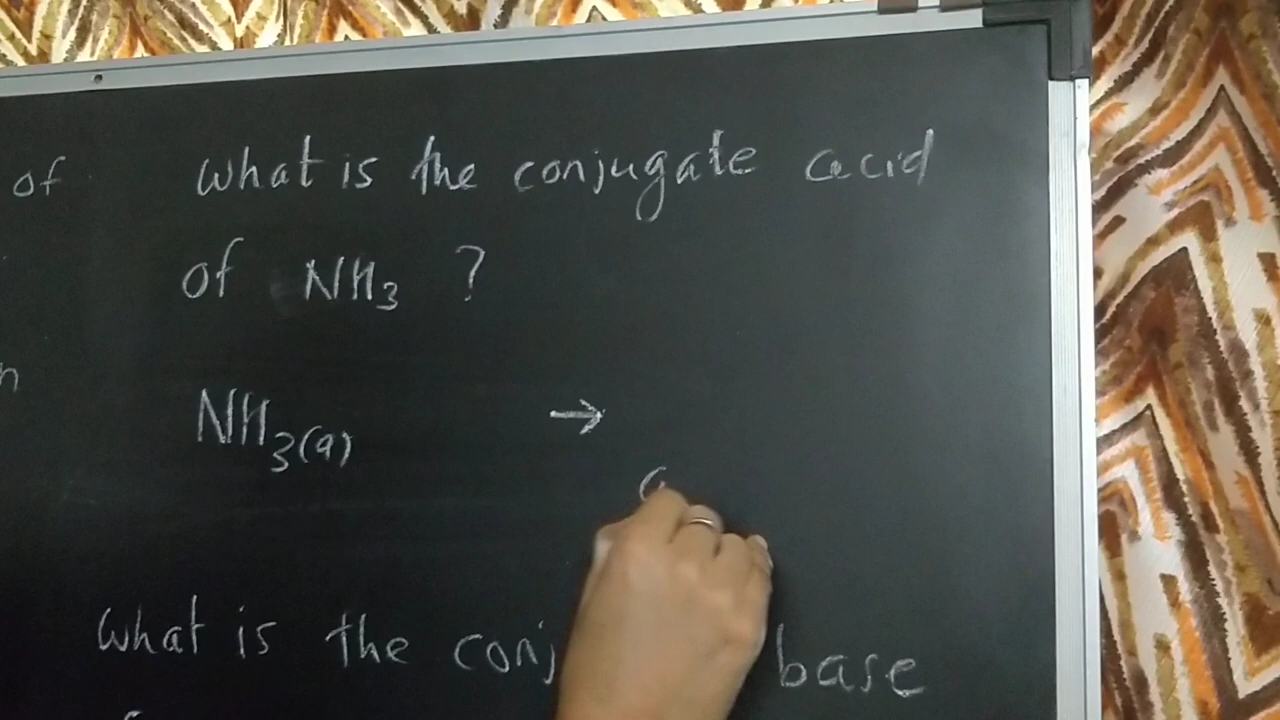 of
What is the conjugate acid
of NH₃ ?
n
NH₃(g) →
What is the conj base